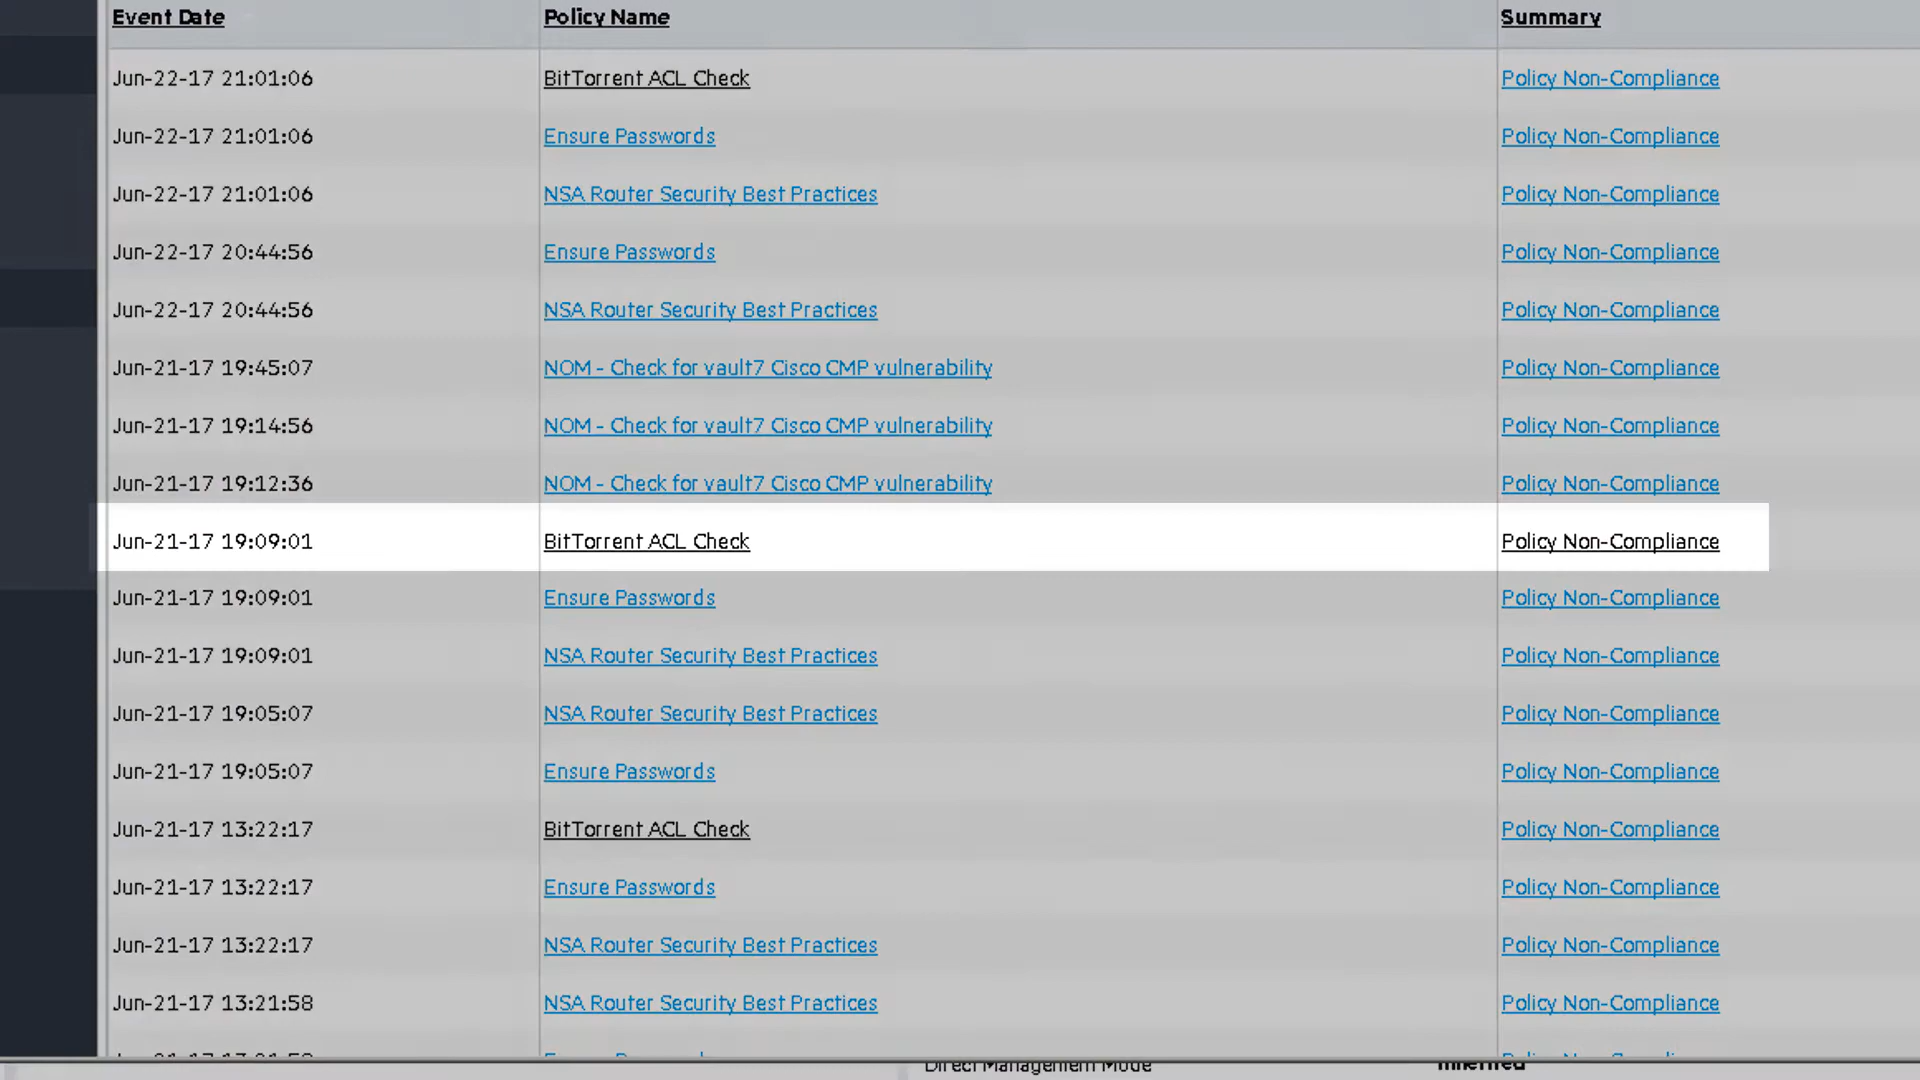 Event Date Policy Name Summary
Jun-22-17 21:01:06 BitTorrent ACL Check Policy Non-Compliance
Jun-22-17 21:01:06 Ensure Passwords Policy Non-Compliance
Jun-22-17 21:01:06 NSA Router Security Best Practices Policy Non-Compliance
Jun-22-17 20:44:56 Ensure Passwords Policy Non-Compliance
Jun-22-17 20:44:56 NSA Router Security Best Practices Policy Non-Compliance
Jun-21-17 19:45:07 NOM - Check for vault7 Cisco CMP vulnerability Policy Non-Compliance
Jun-21-17 19:14:56 NOM - Check for vault7 Cisco CMP vulnerability Policy Non-Compliance
Jun-21-17 19:12:36 NOM - Check for vault7 Cisco CMP vulnerability Policy Non-Compliance
Jun-21-17 19:09:01 BitTorrent ACL Check Policy Non-Compliance
Jun-21-17 19:09:01 Ensure Passwords Policy Non-Compliance
Jun-21-17 19:09:01 NSA Router Security Best Practices Policy Non-Compliance
Jun-21-17 19:05:07 NSA Router Security Best Practices Policy Non-Compliance
Jun-21-17 19:05:07 Ensure Passwords Policy Non-Compliance
Jun-21-17 13:22:17 BitTorrent ACL Check Policy Non-Compliance
Jun-21-17 13:22:17 Ensure Passwords Policy Non-Compliance
Jun-21-17 13:22:17 NSA Router Security Best Practices Policy Non-Compliance
Jun-21-17 13:21:58 NSA Router Security Best Practices Policy Non-Compliance
Direct Management Mode